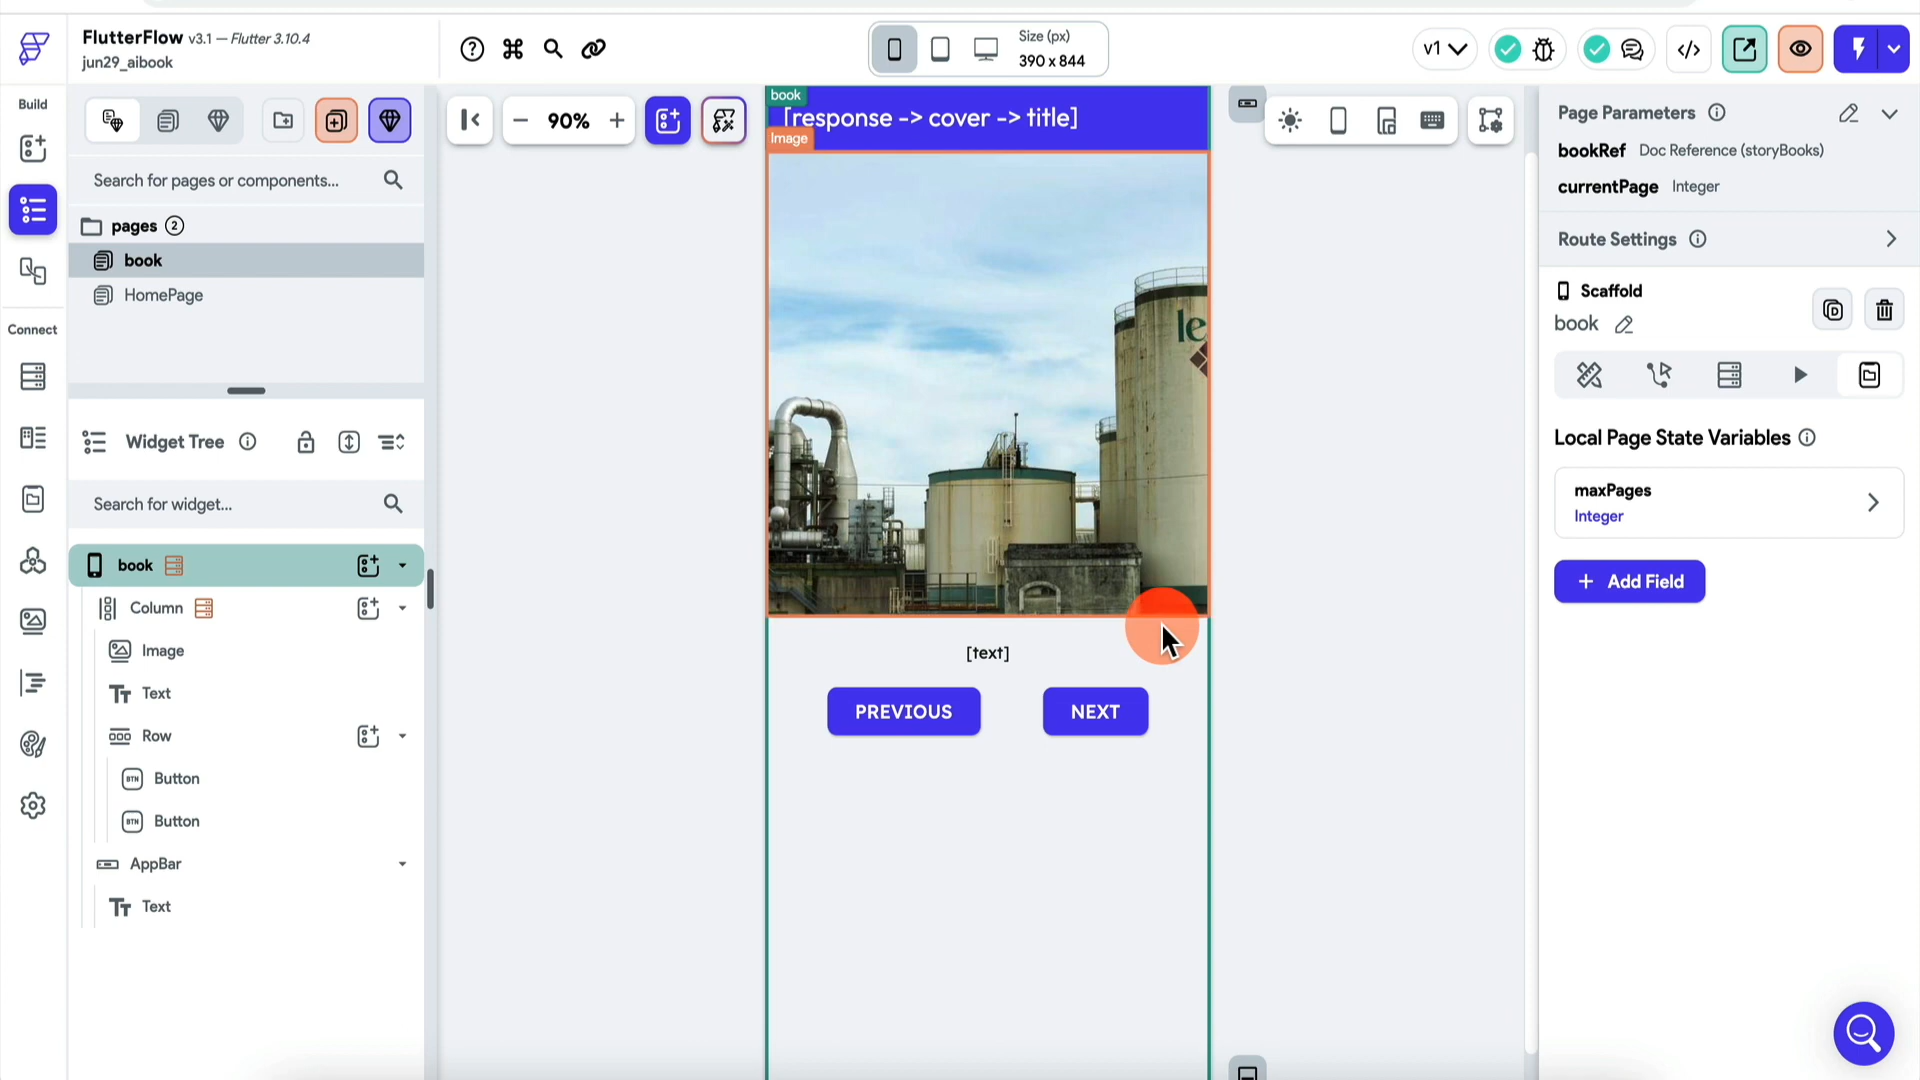 FlutterFlow v3.1 — Flutter 3.10.4
jun29_aibook
Size (px)
390 x 844
v1
Build
Connect
Search for pages or components...
pages 2
book
HomePage
Widget Tree
Search for widget...
book
Column
Image
Text
Row
BTN Button
BTN Button
AppBar
Text
90%
book
[response -> cover -> title]
Image
le
[text]
PREVIOUS
NEXT
Page Parameters
bookRef Doc Reference (storyBooks)
currentPage Integer
Route Settings
Scaffold
book
Local Page State Variables
maxPages
Integer
+ Add Field